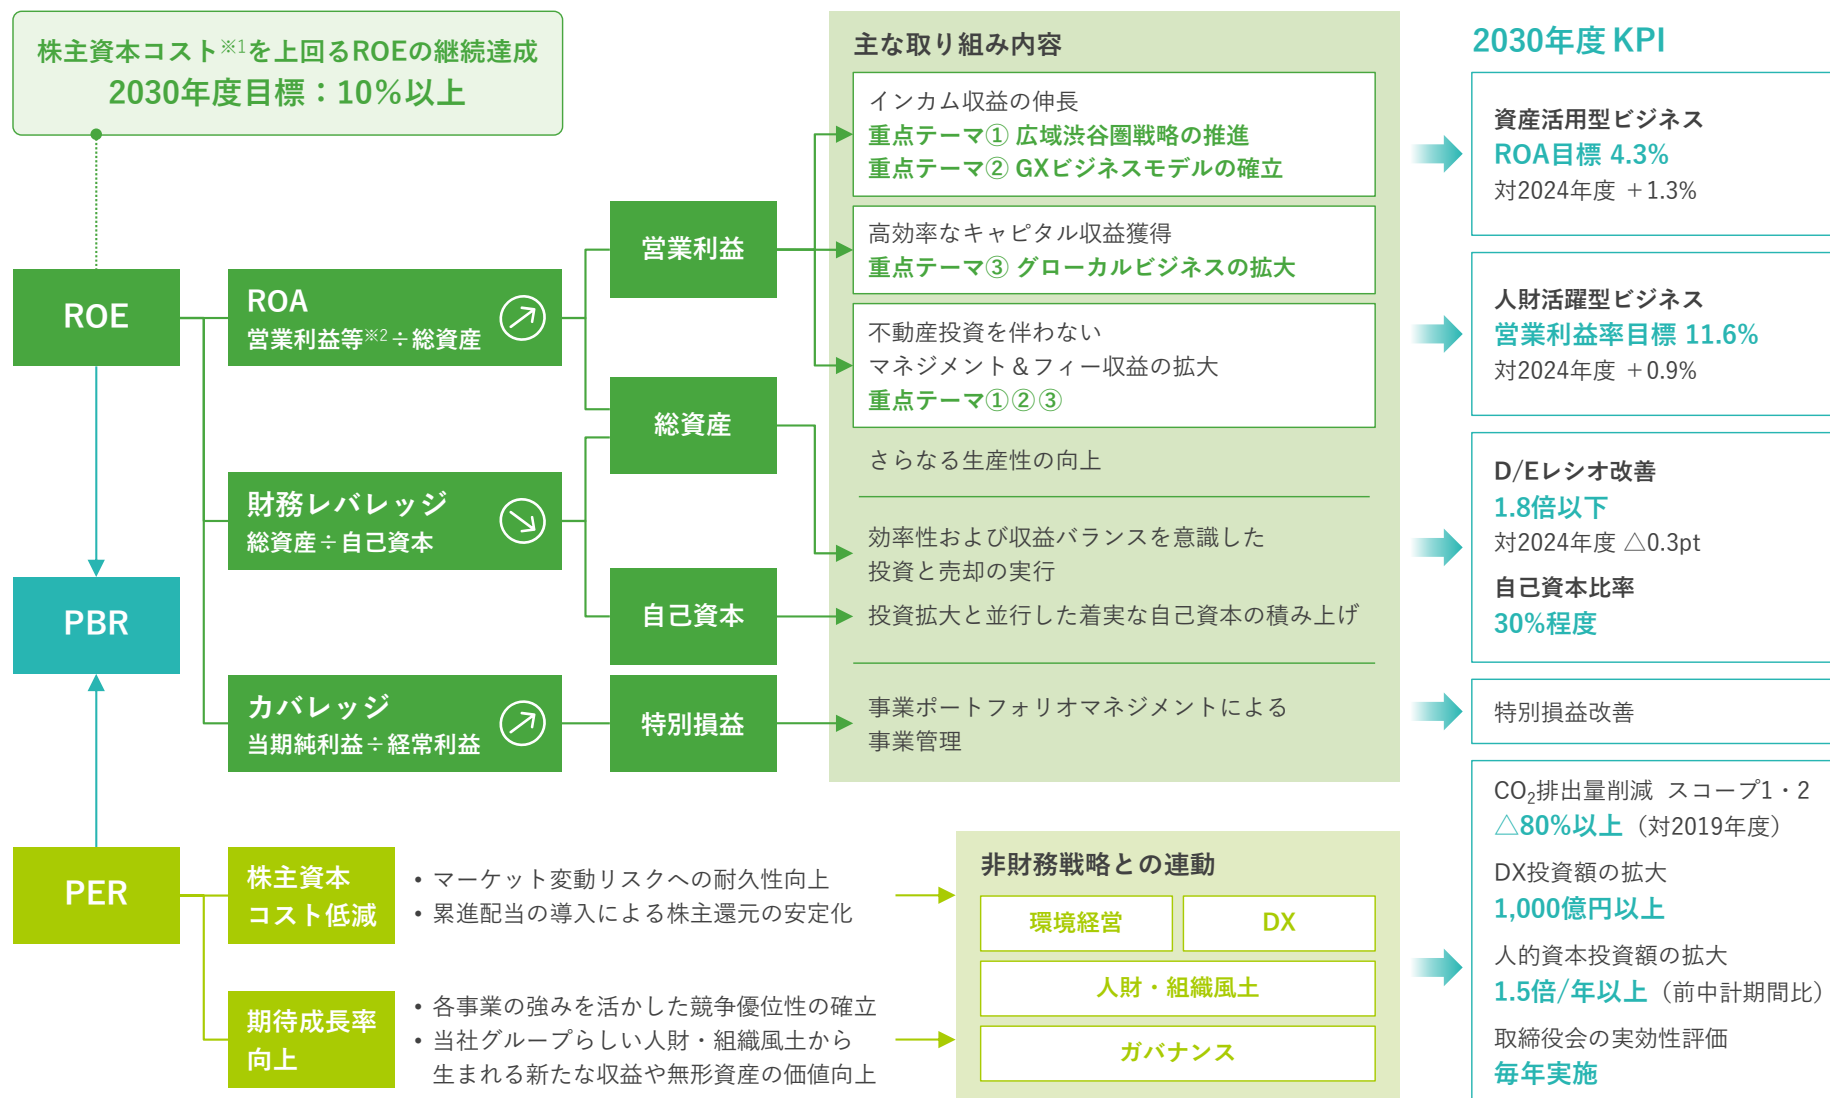 株主資本コスト※1を上回るROEの継続達成
2030年度目標：10%以上
ROE
PBR
PER
ROA
営業利益等※2÷総資産
財務レバレッジ
総資産÷自己資本
カバレッジ
当期純利益÷経常利益
営業利益
総資産
自己資本
特別損益
主な取り組み内容
インカム収益の伸長
重点テーマ① 広域渋谷圏戦略の推進
重点テーマ② GXビジネスモデルの確立
高効率なキャピタル収益獲得
重点テーマ③ グローカルビジネスの拡大
不動産投資を伴わない
マネジメント＆フィー収益の拡大
重点テーマ①②③
さらなる生産性の向上
効率性および収益バランスを意識した
投資と売却の実行
投資拡大と並行した着実な自己資本の積み上げ
事業ポートフォリオマネジメントによる
事業管理
株主資本
コスト低減
• マーケット変動リスクへの耐久性向上
• 累進配当の導入による株主還元の安定化
期待成長率
向上
• 各事業の強みを活かした競争優位性の確立
• 当社グループらしい人財・組織風土から
生まれる新たな収益や無形資産の価値向上
非財務戦略との連動
環境経営
DX
人財・組織風土
ガバナンス
2030年度 KPI
資産活用型ビジネス
ROA目標 4.3%
対2024年度 ＋1.3%
人財活躍型ビジネス
営業利益率目標 11.6%
対2024年度 ＋0.9%
D/Eレシオ改善
1.8倍以下
対2024年度 △0.3pt
自己資本比率
30%程度
特別損益改善
CO₂排出量削減 スコープ1・2
△80%以上（対2019年度）
DX投資額の拡大
1,000億円以上
人的資本投資額の拡大
1.5倍/年以上（前中計期間比）
取締役会の実効性評価
毎年実施